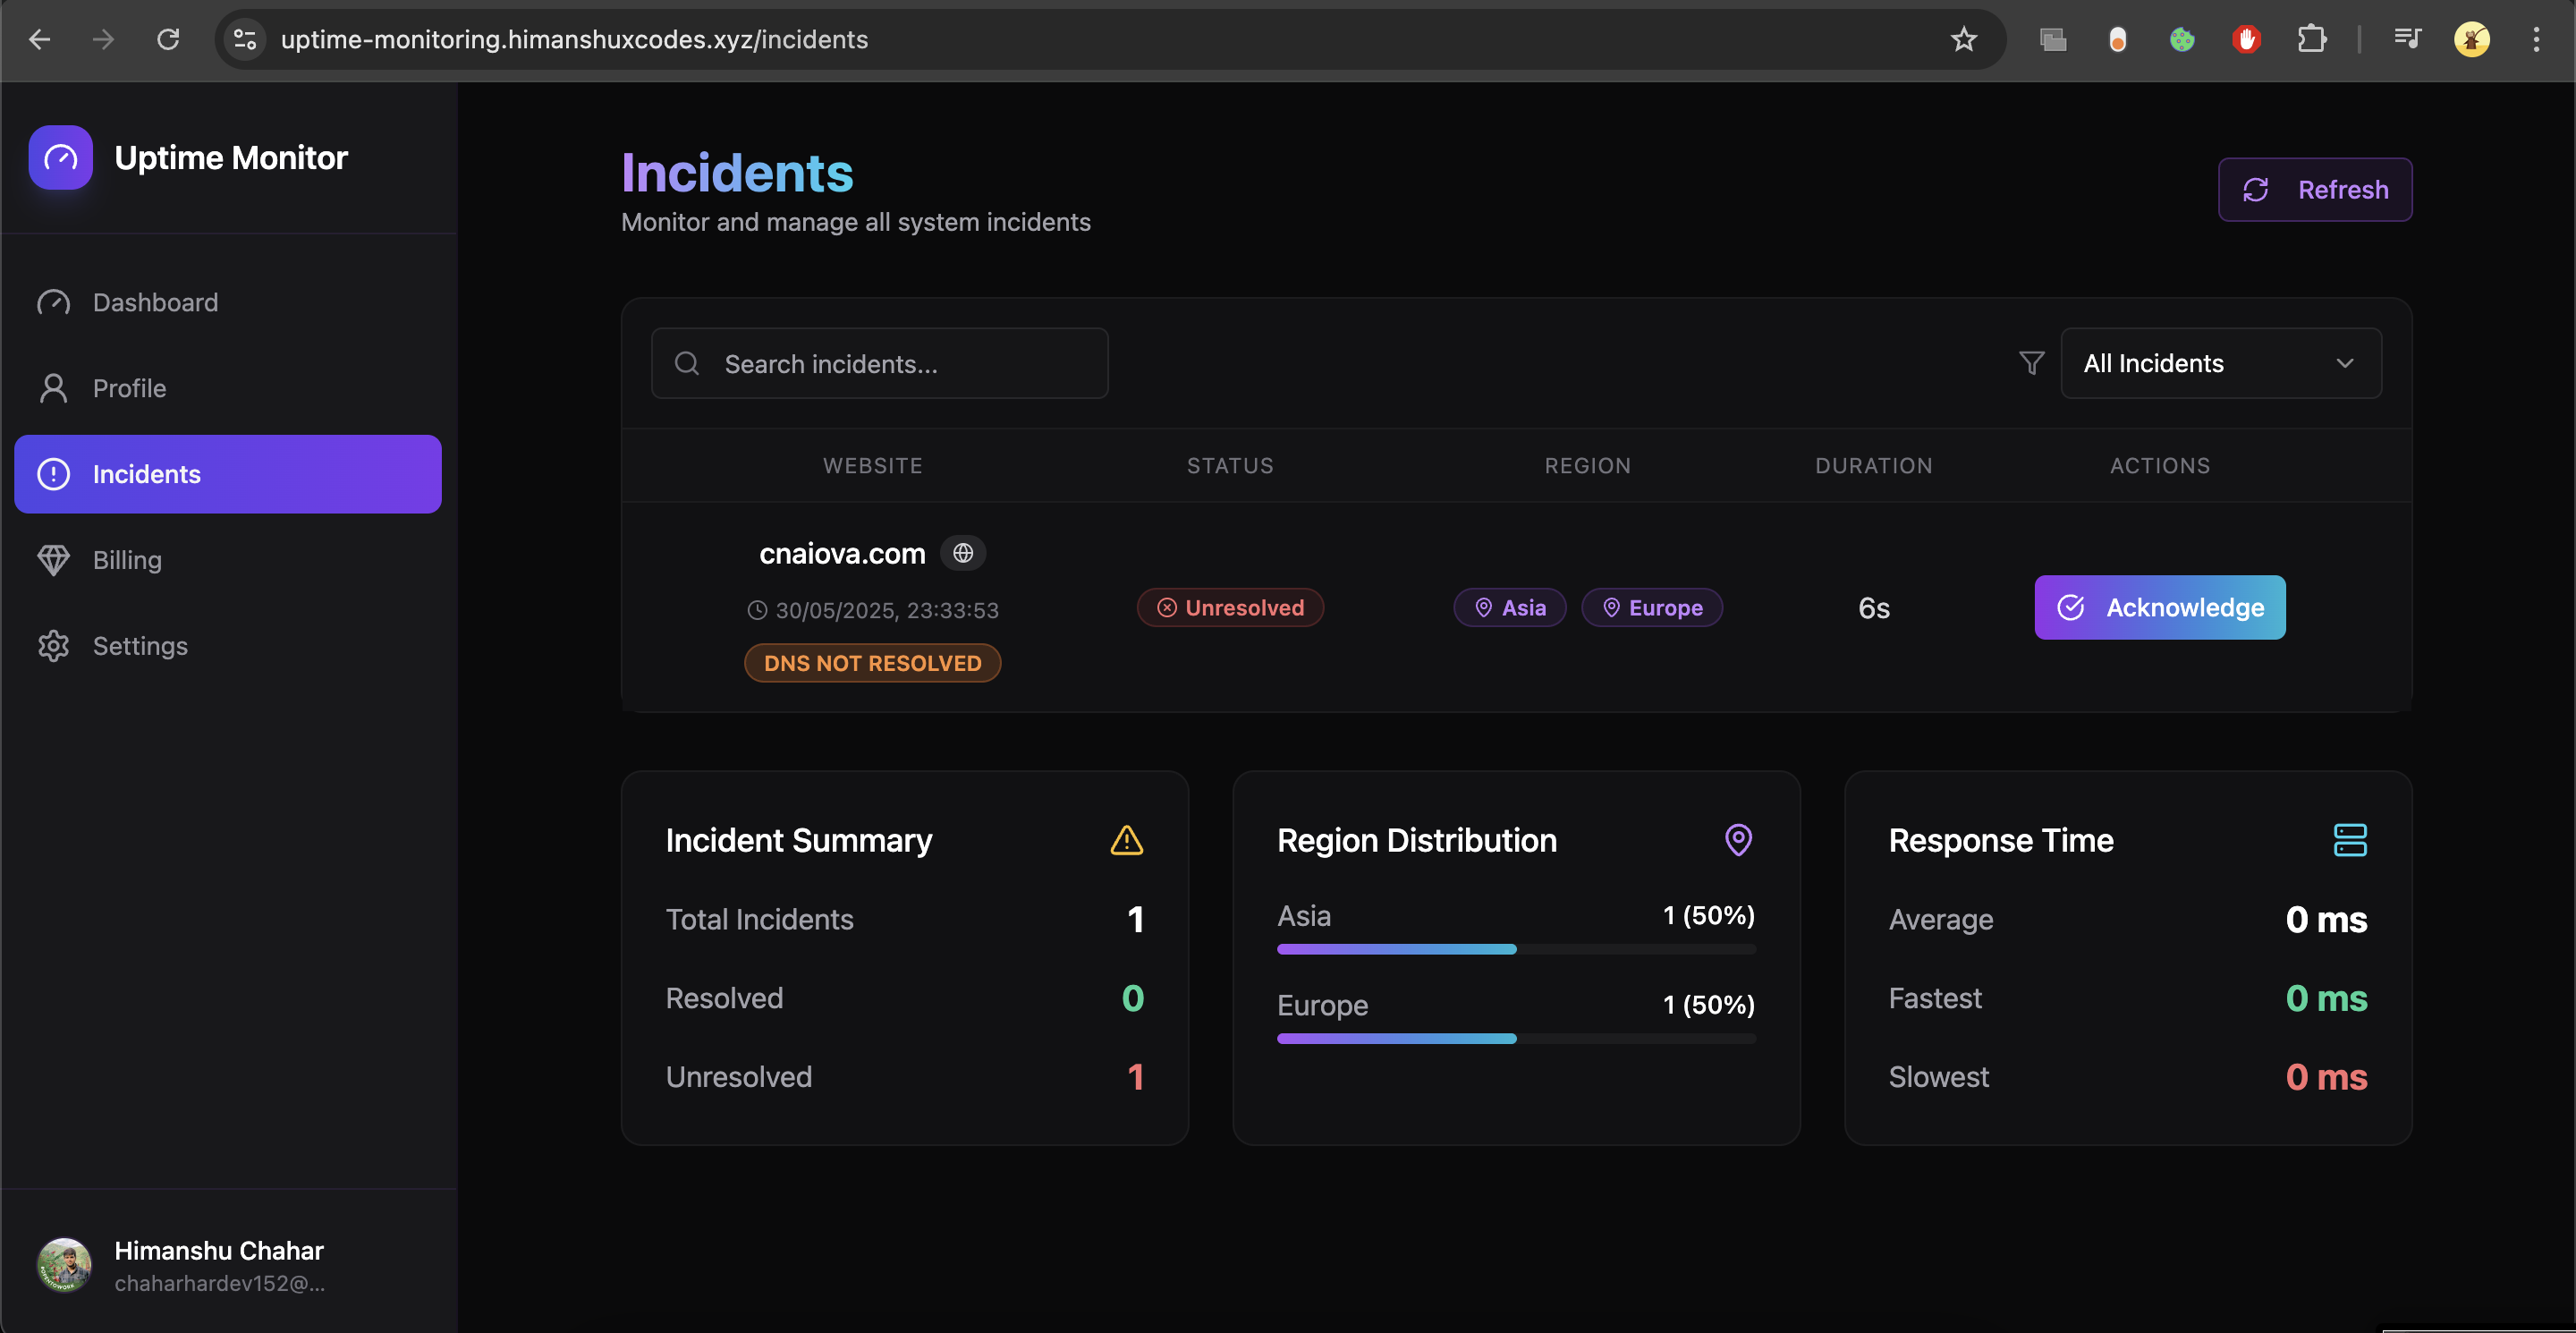 uptime-monitoring.himanshuxcodes.xyz/incidents
Uptime Monitor
Dashboard
Profile
Incidents
Billing
Settings
Himanshu Chahar
chaharhardev152@...
Incidents
Monitor and manage all system incidents
Refresh
Search incidents...
All Incidents
WEBSITE STATUS REGION DURATION ACTIONS
cnaiova.com
30/05/2025, 23:33:53
DNS NOT RESOLVED
Unresolved
Asia Europe
6s
Acknowledge
Incident Summary
Total Incidents 1
Resolved 0
Unresolved 1
Region Distribution
Asia 1 (50%)
Europe 1 (50%)
Response Time
Average 0 ms
Fastest 0 ms
Slowest 0 ms